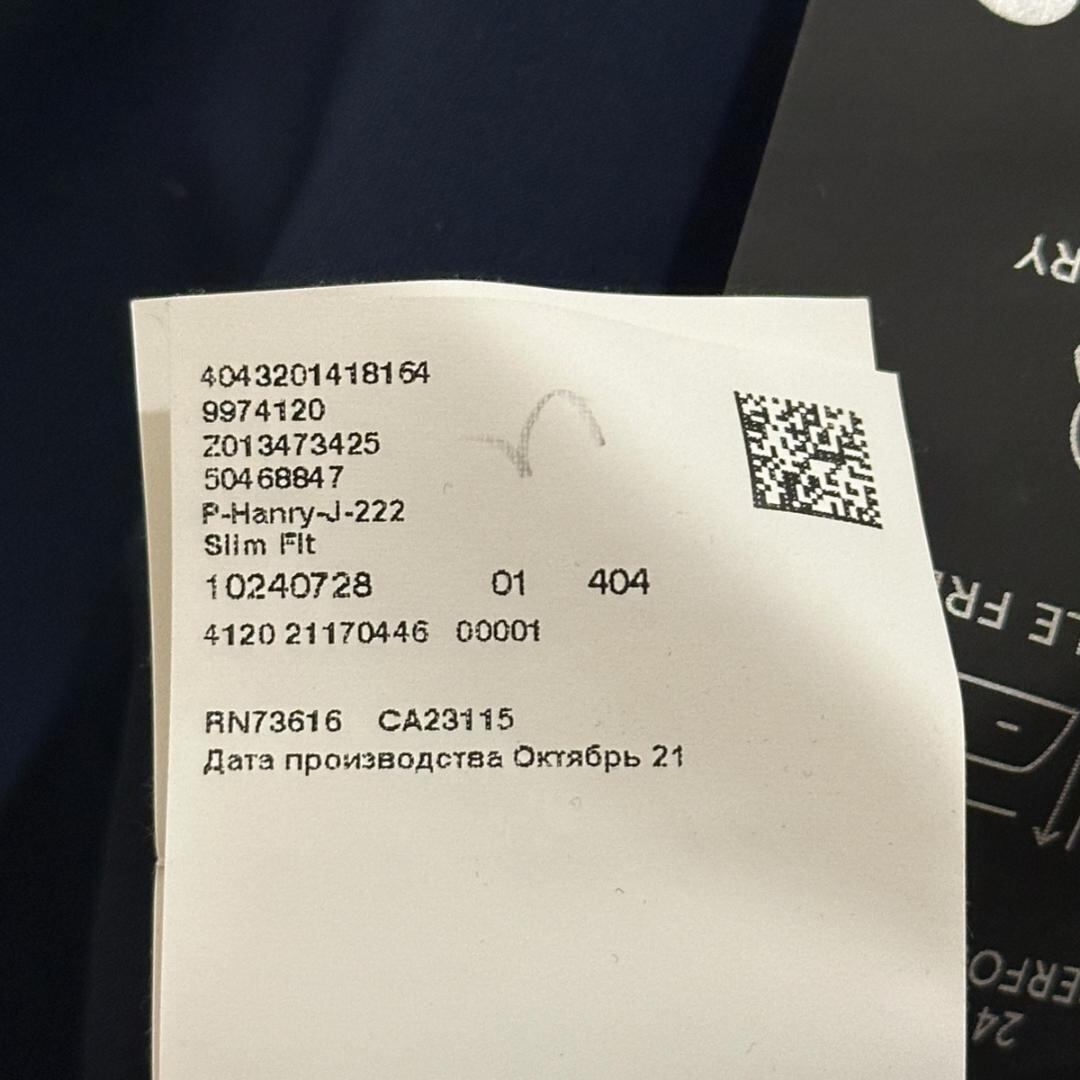 4043201418164
9974120
Z013473425
50468847
P-Hanry-J-222
Slim Fit
10240728 01 404
4120 21170446 00001
RN73616 CA23115
Дата производства Октябрь 21
RY
LE FR
ERFO
24